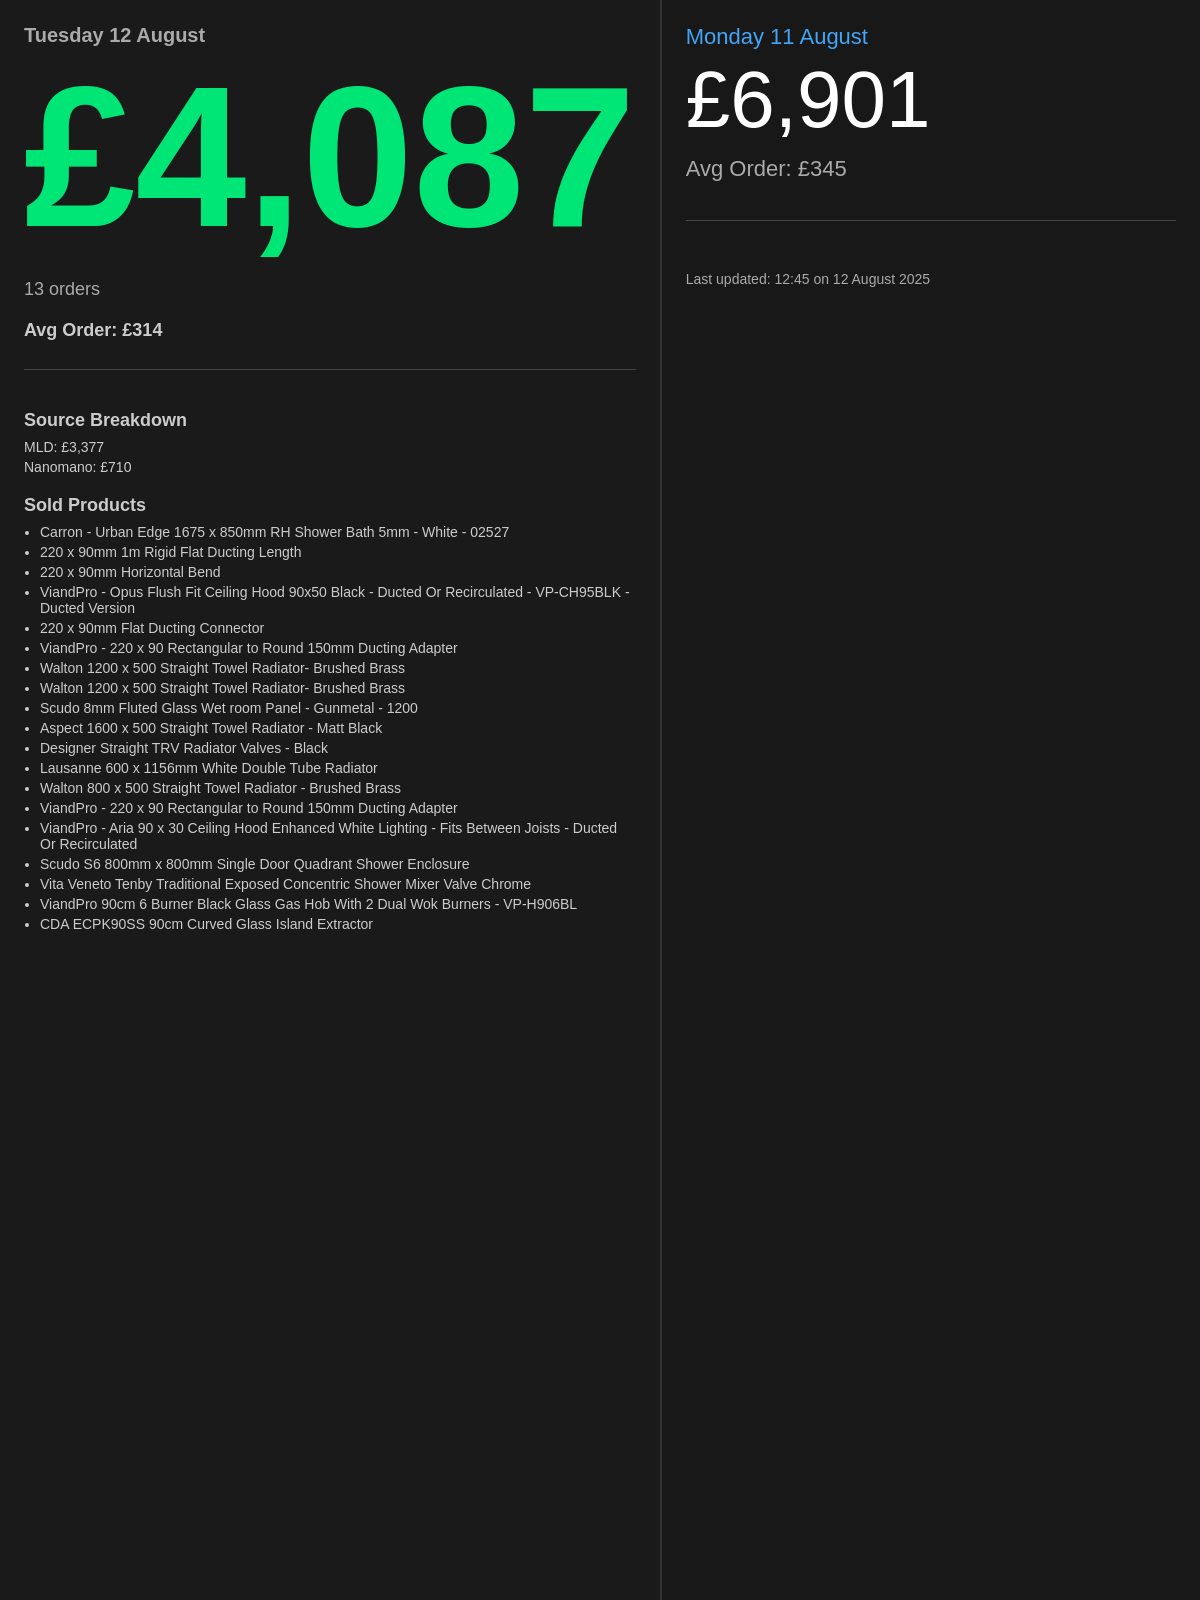 Tuesday 12 August
£4,087
13 orders
Avg Order: £314
Source Breakdown
MLD: £3,377
Nanomano: £710
Sold Products
• Carron - Urban Edge 1675 x 850mm RH Shower Bath 5mm - White - 02527
• 220 x 90mm 1m Rigid Flat Ducting Length
• 220 x 90mm Horizontal Bend
• ViandPro - Opus Flush Fit Ceiling Hood 90x50 Black - Ducted Or Recirculated - VP-CH95BLK -
Ducted Version
• 220 x 90mm Flat Ducting Connector
• ViandPro - 220 x 90 Rectangular to Round 150mm Ducting Adapter
• Walton 1200 x 500 Straight Towel Radiator- Brushed Brass
• Walton 1200 x 500 Straight Towel Radiator- Brushed Brass
• Scudo 8mm Fluted Glass Wet room Panel - Gunmetal - 1200
• Aspect 1600 x 500 Straight Towel Radiator - Matt Black
• Designer Straight TRV Radiator Valves - Black
• Lausanne 600 x 1156mm White Double Tube Radiator
• Walton 800 x 500 Straight Towel Radiator - Brushed Brass
• ViandPro - 220 x 90 Rectangular to Round 150mm Ducting Adapter
• ViandPro - Aria 90 x 30 Ceiling Hood Enhanced White Lighting - Fits Between Joists - Ducted
Or Recirculated
• Scudo S6 800mm x 800mm Single Door Quadrant Shower Enclosure
• Vita Veneto Tenby Traditional Exposed Concentric Shower Mixer Valve Chrome
• ViandPro 90cm 6 Burner Black Glass Gas Hob With 2 Dual Wok Burners - VP-H906BL
• CDA ECPK90SS 90cm Curved Glass Island Extractor
Monday 11 August
£6,901
Avg Order: £345
Last updated: 12:45 on 12 August 2025